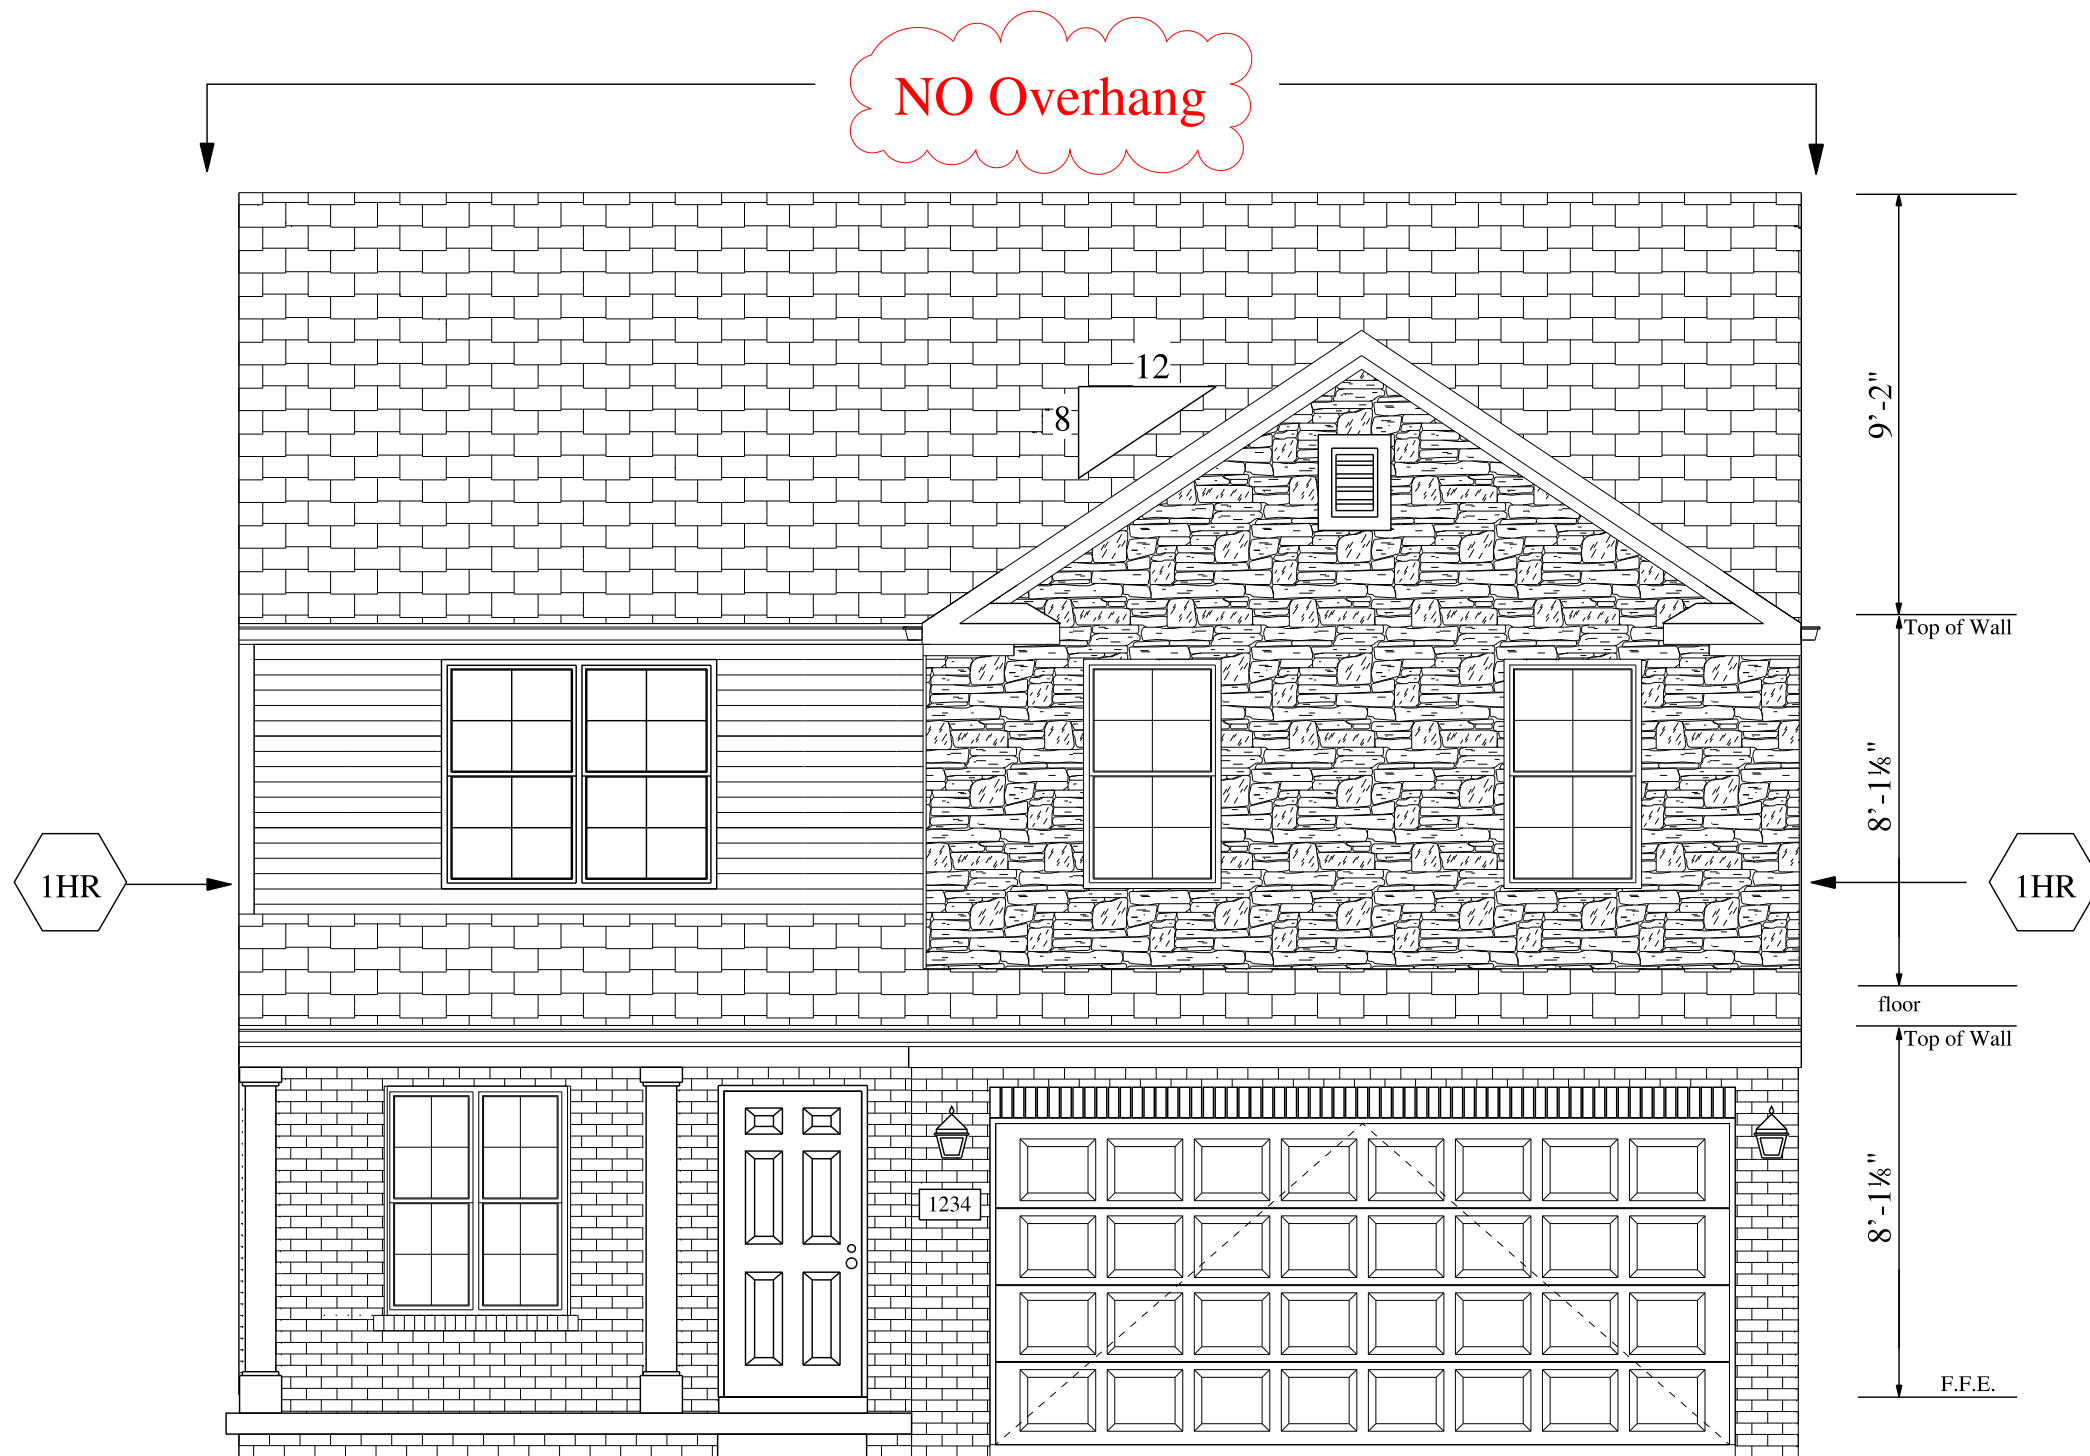 NO Overhang
12
8
9'-2"
Top of Wall
8'-1⅛"
1HR
1HR
floor
Top of Wall
1234
8'-1⅛"
F.F.E.